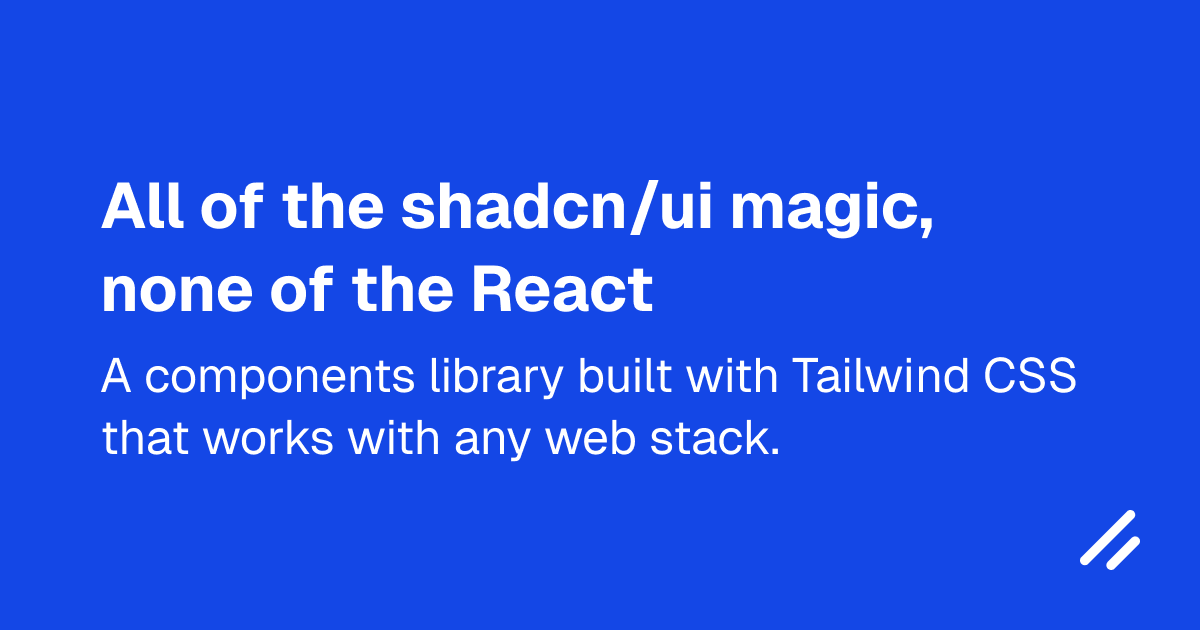 All of the shadcn/ui magic,
none of the React
A components library built with Tailwind CSS
that works with any web stack.